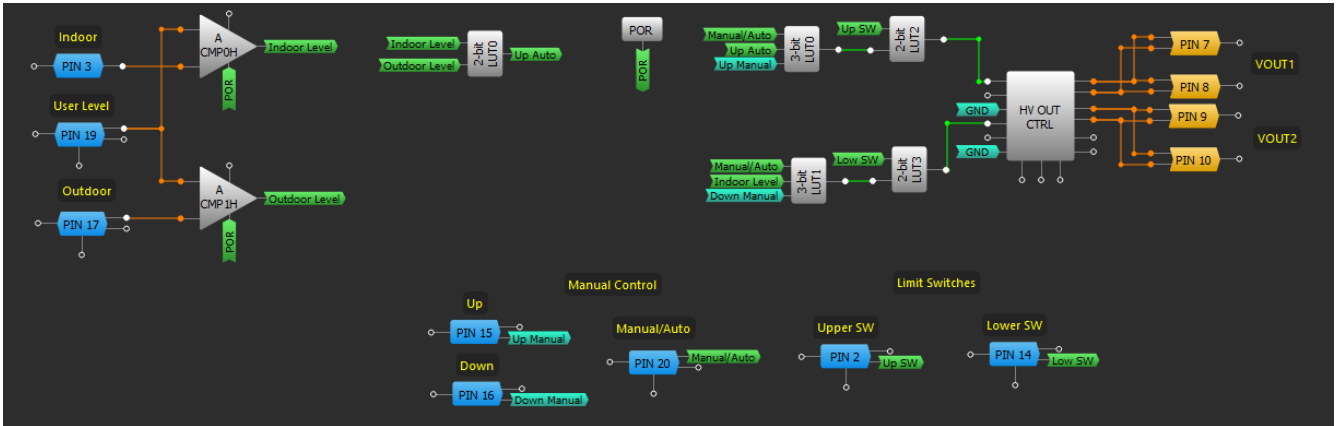 Indoor
PIN 3
User Level
PIN 19
Outdoor
PIN 17
A
CMP0H
Indoor Level
POR
A
CMP1H
Outdoor Level
POR
Indoor Level
Outdoor Level
2-bit
LUT0
Up Auto
POR
POR
Manual/Auto
Up Auto
Up Manual
3-bit
LUT0
Up SW
2-bit
LUT2
Manual/Auto
Indoor Level
Down Manual
3-bit
LUT1
Low SW
2-bit
LUT3
GND
GND
HV OUT
CTRL
PIN 7
PIN 8
PIN 9
PIN 10
VOUT1
VOUT2
Manual Control
Up
PIN 15
Up Manual
Down
PIN 16
Down Manual
Manual/Auto
PIN 20
Manual/Auto
Limit Switches
Upper SW
PIN 2
Up SW
Lower SW
PIN 14
Low SW